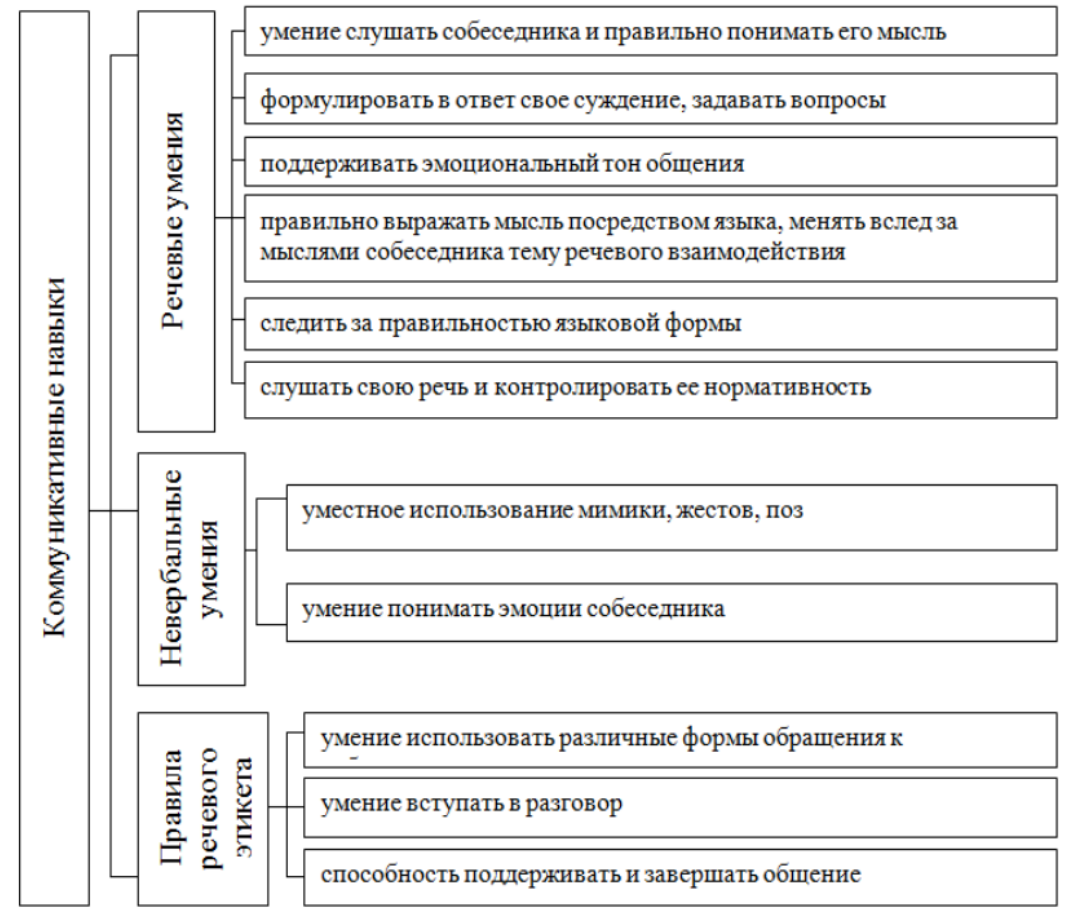 Коммуникативные навыки
Речевые умения
умение слушать собеседника и правильно понимать его мысль
формулировать в ответ свое суждение, задавать вопросы
поддерживать эмоциональный тон общения
правильно выражать мысль посредством языка, менять вслед за
мыслями собеседника тему речевого взаимодействия
следить за правильностью языковой формы
слушать свою речь и контролировать ее нормативность
Невербальные
умения
уместное использование мимики, жестов, поз
умение понимать эмоции собеседника
Правила
речевого
этикета
умение использовать различные формы обращения к
умение вступать в разговор
способность поддерживать и завершать общение